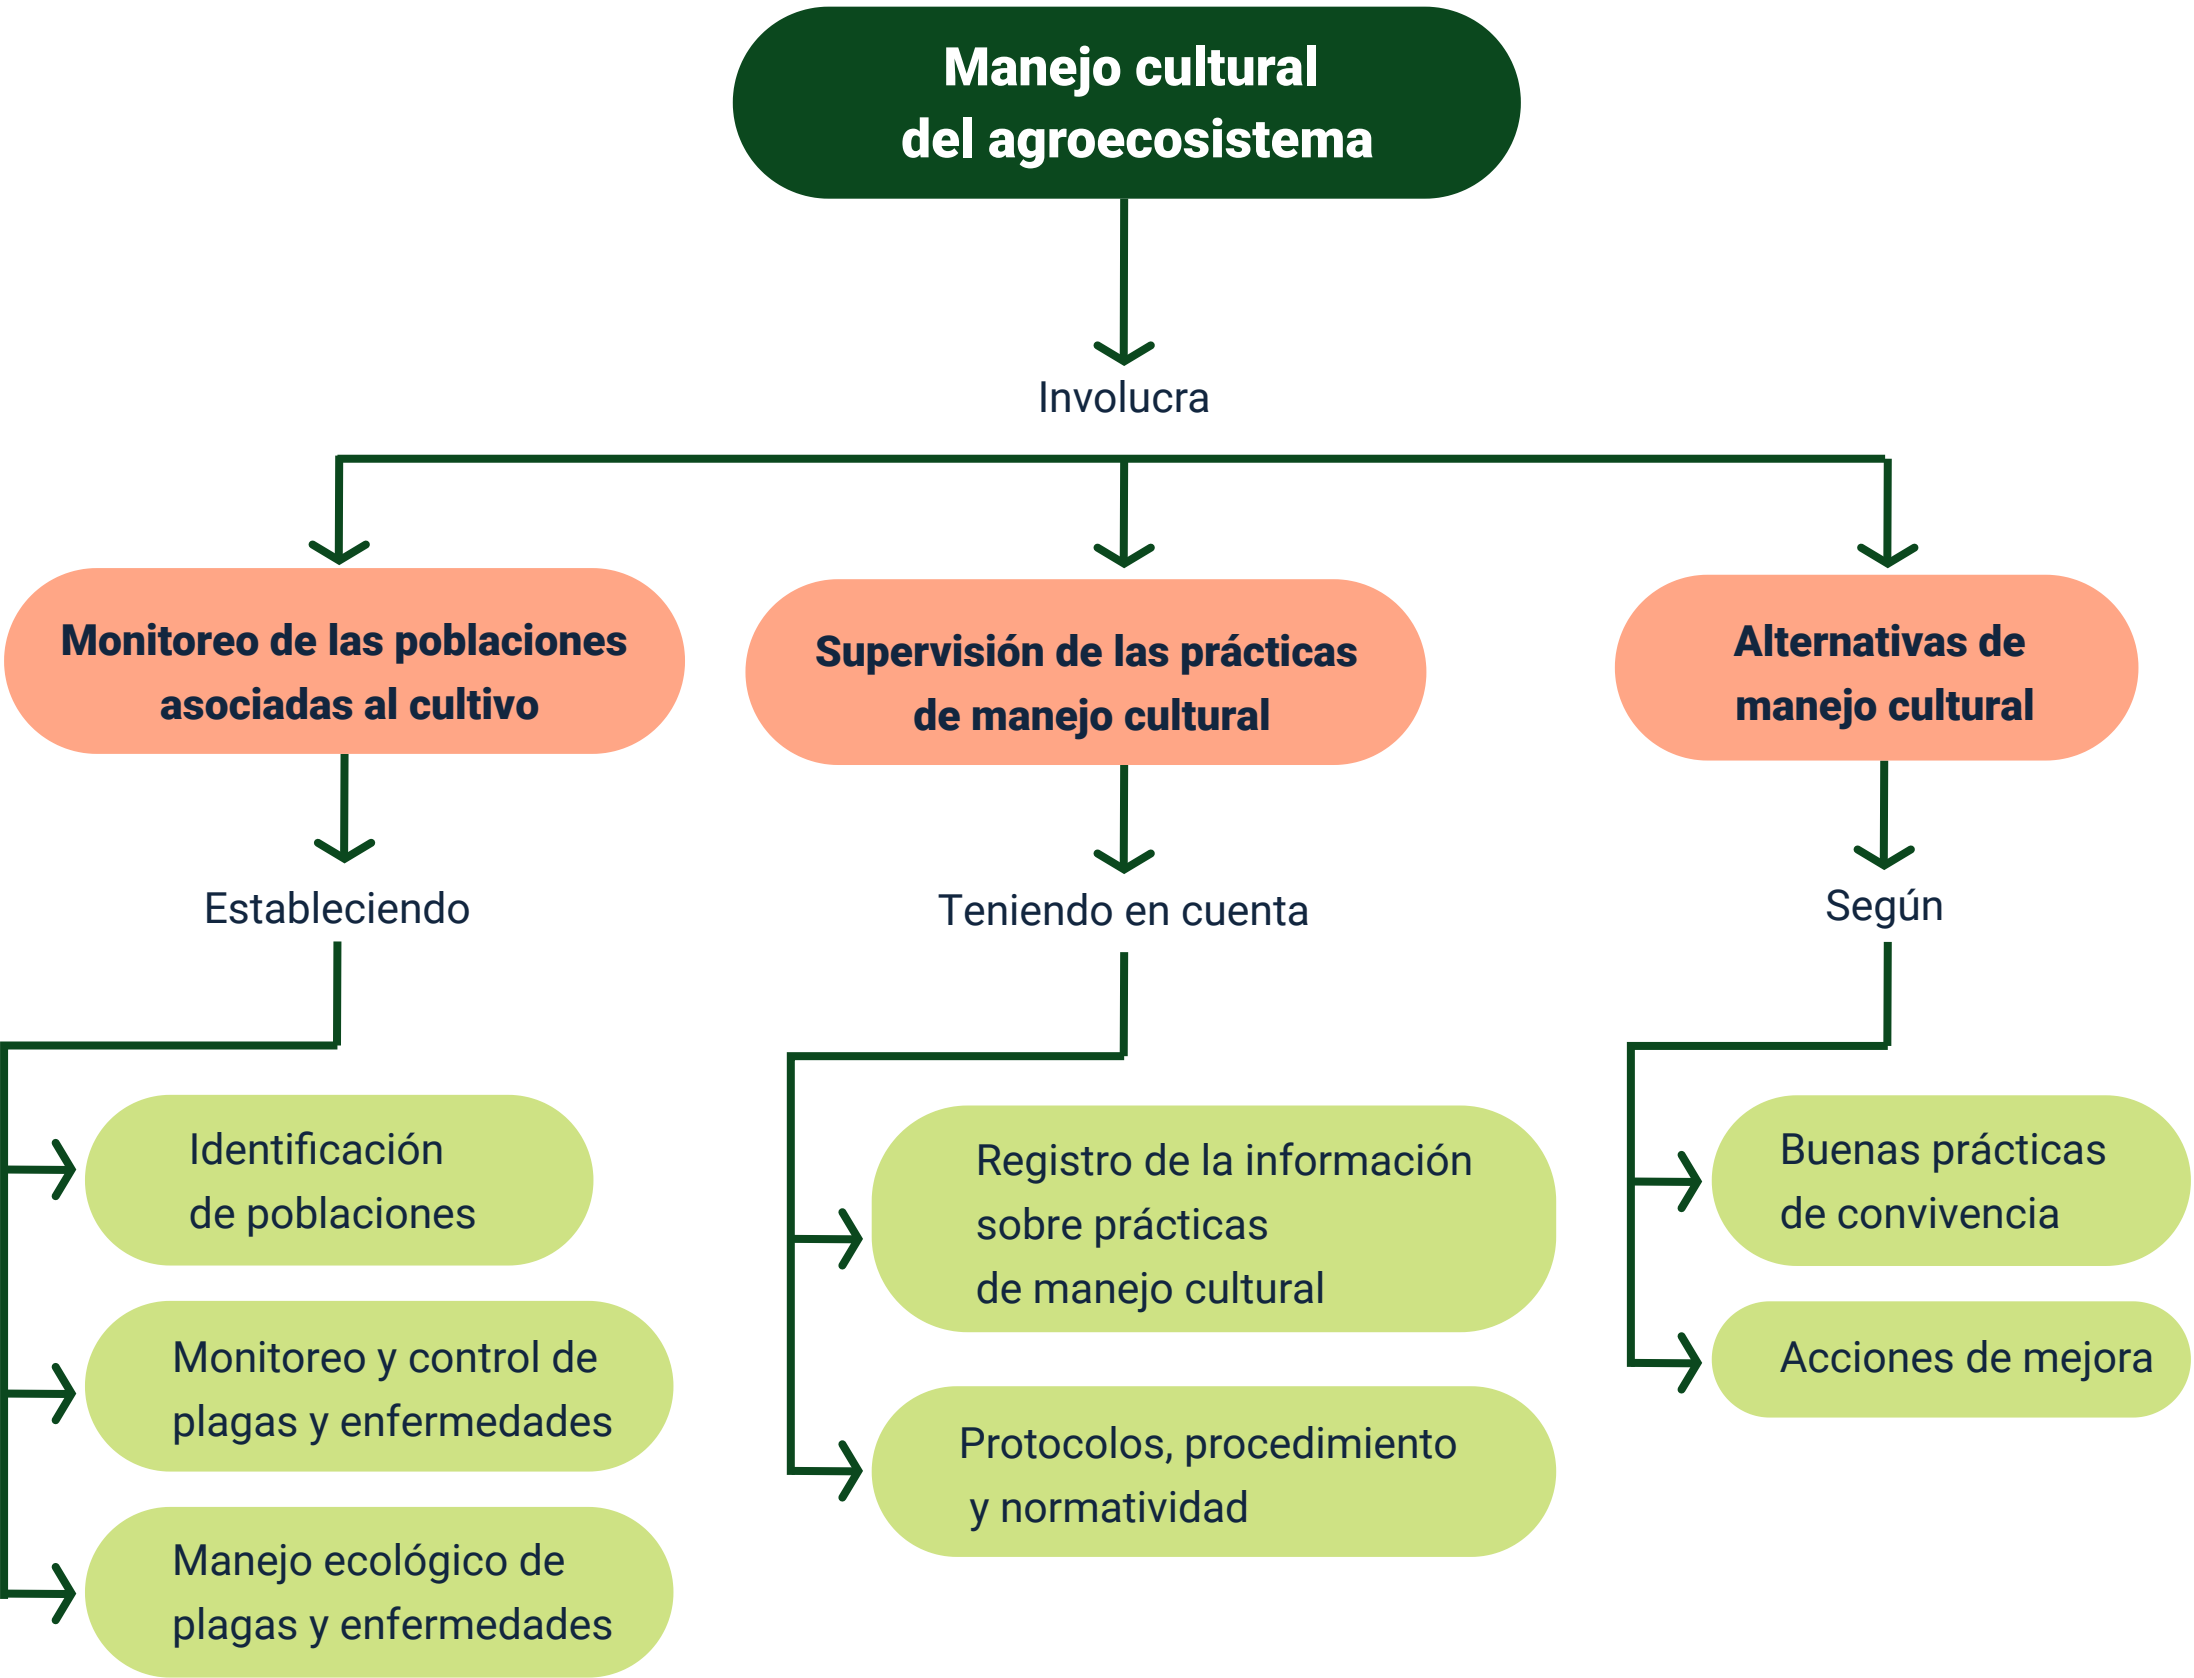 Manejo cultural
del agroecosistema
Involucra
Monitoreo de las poblaciones
asociadas al cultivo
Supervisión de las prácticas
de manejo cultural
Alternativas de
manejo cultural
Estableciendo
Teniendo en cuenta
Según
Identificación
de poblaciones
Monitoreo y control de
plagas y enfermedades
Manejo ecológico de
plagas y enfermedades
Registro de la información
sobre prácticas
de manejo cultural
Protocolos, procedimiento
y normatividad
Buenas prácticas
de convivencia
Acciones de mejora